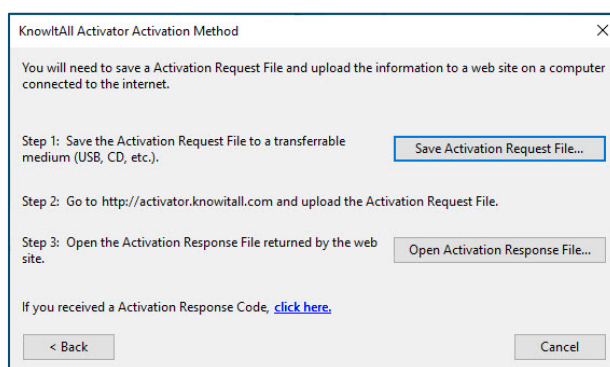 KnowItAll Activator Activation Method
You will need to save a Activation Request File and upload the information to a web site on a computer
connected to the internet.
Step 1: Save the Activation Request File to a transferrable
medium (USB, CD, etc.).
Save Activation Request File...
Step 2: Go to http://activator.knowitall.com and upload the Activation Request File.
Step 3: Open the Activation Response File returned by the web
site.
Open Activation Response File...
If you received a Activation Response Code, click here.
< Back
Cancel